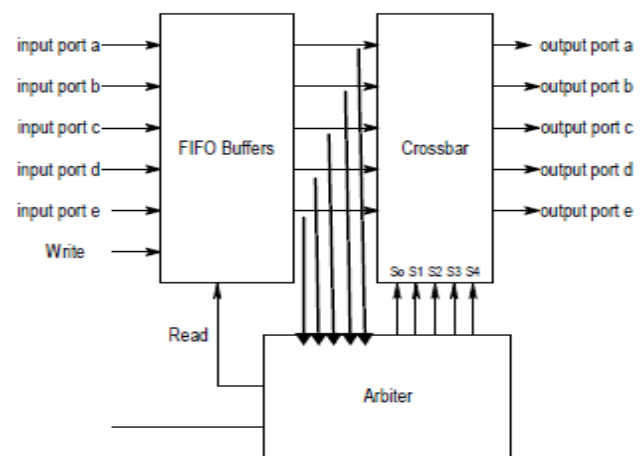 input port a
output port a
input port b
output port b
input port c
output port c
FIFO Buffers
Crossbar
input port d
output port d
input port e
output port e
Write
So S1 S2 S3 S4
Read
Arbiter